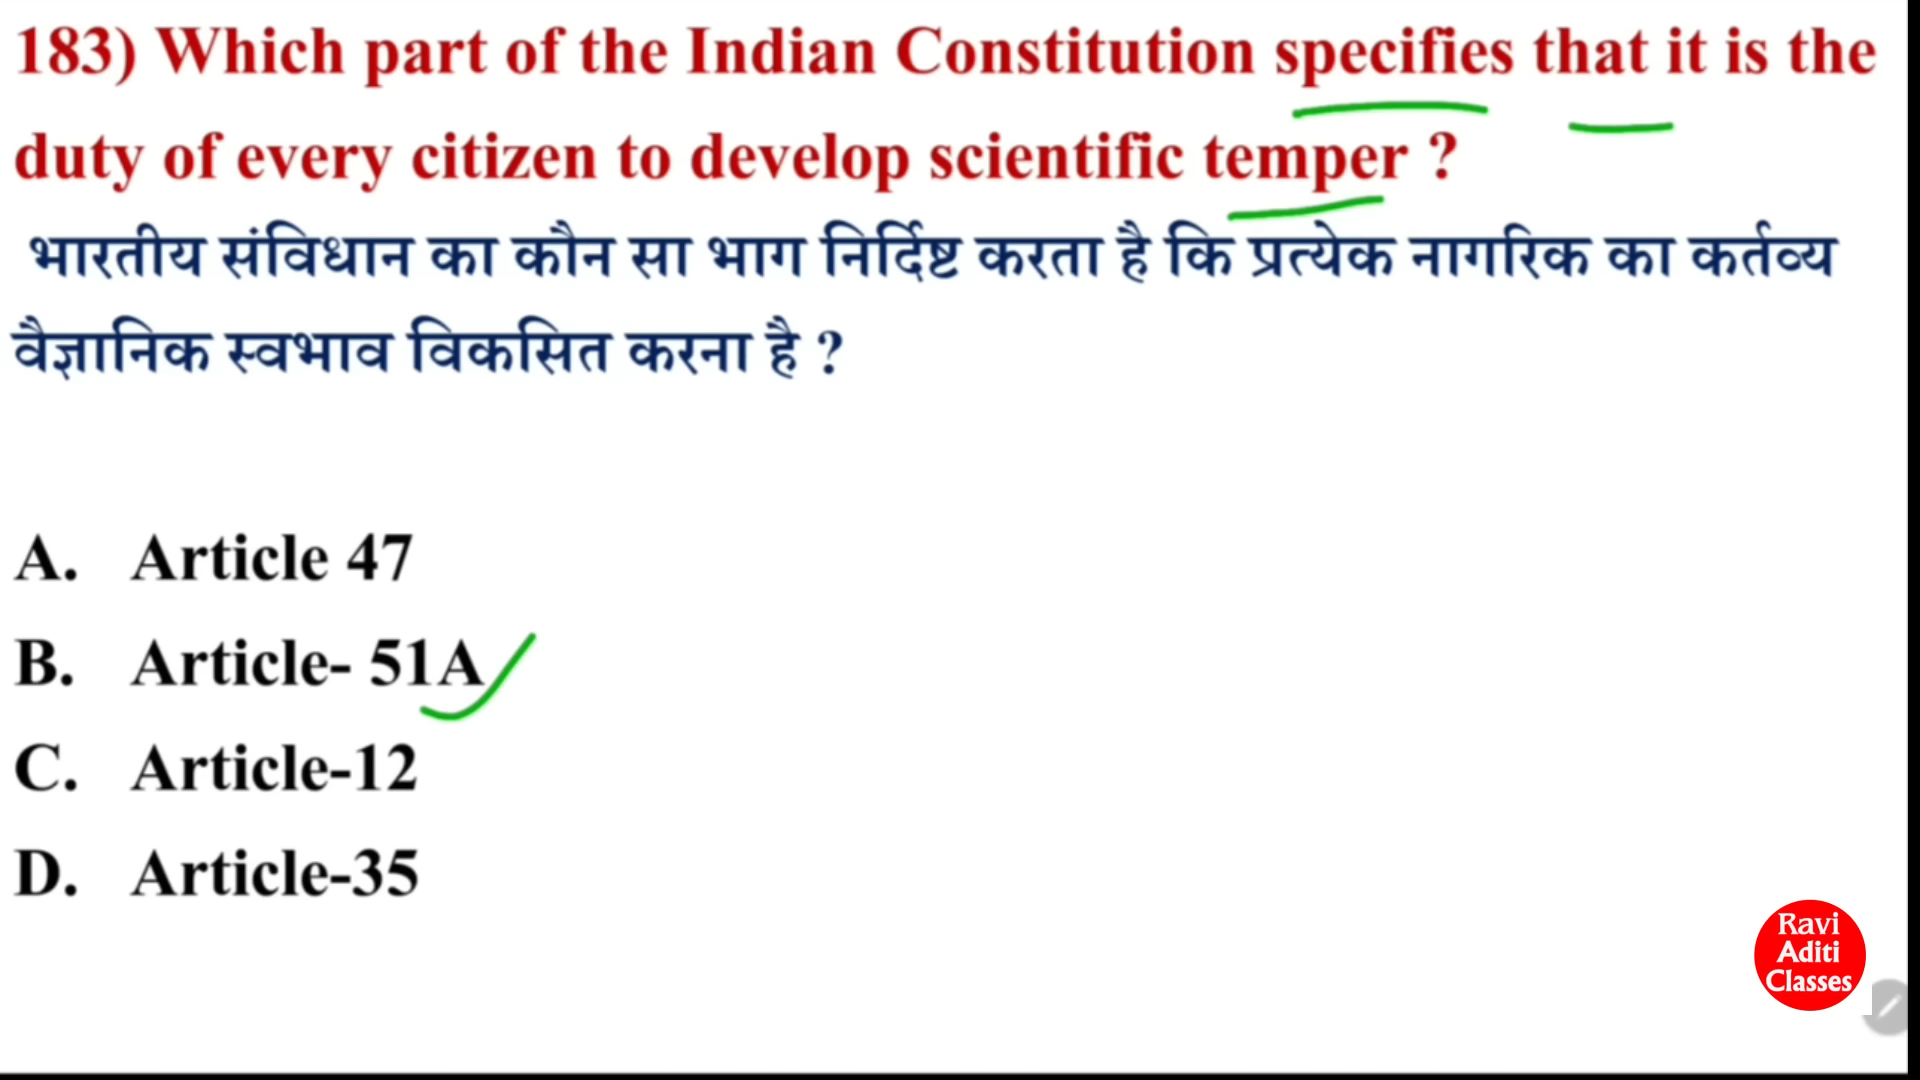 183) Which part of the Indian Constitution specifies that it is the
duty of every citizen to develop scientific temper ?
भारतीय संविधान का कौन सा भाग निर्दिष्ट करता है कि प्रत्येक नागरिक का कर्तव्य
वैज्ञानिक स्वभाव विकसित करना है ?
A. Article 47
B. Article- 51A
C. Article-12
D. Article-35
Ravi
Aditi
Classes